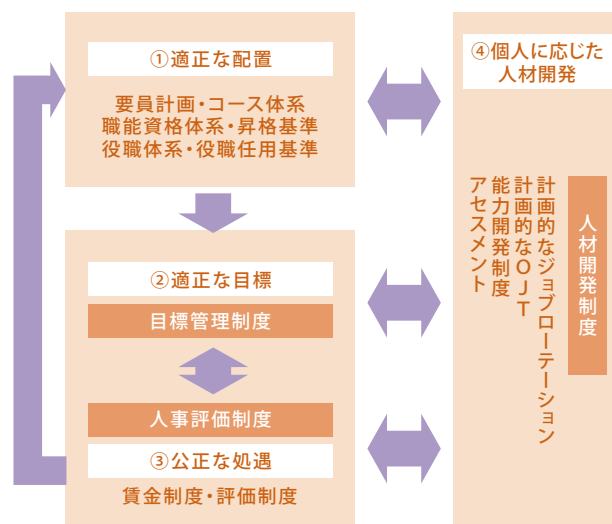 ①適正な配置
要員計画・コース体系
職能資格体系・昇格基準
役職体系・役職任用基準
②適正な目標
目標管理制度
人事評価制度
③公正な処遇
賃金制度・評価制度
④個人に応じた
人材開発
人材開発制度
計画的なジョブローテーション
計画的なOJT
能力開発制度
アセスメント